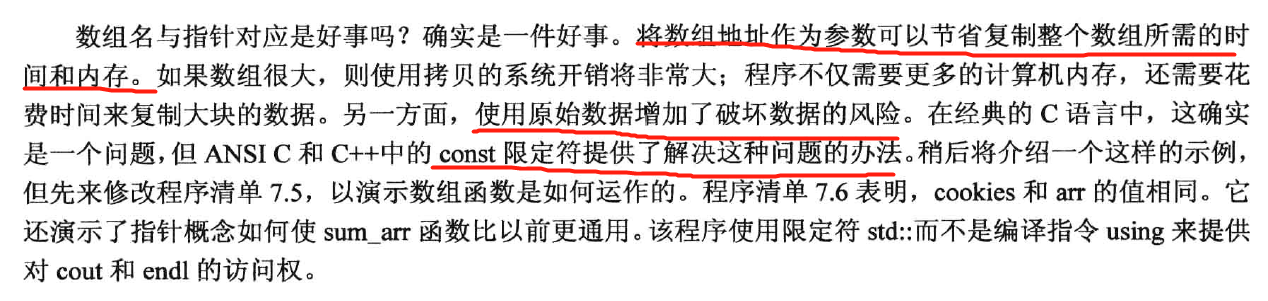 数组名与指针对应是好事吗？确实是一件好事。将数组地址作为参数可以节省复制整个数组所需的时
间和内存。如果数组很大，则使用拷贝的系统开销将非常大；程序不仅需要更多的计算机内存，还需要花
费时间来复制大块的数据。另一方面，使用原始数据增加了破坏数据的风险。在经典的 C 语言中，这确实
是一个问题，但 ANSI C 和 C++中的 const 限定符提供了解决这种问题的办法。稍后将介绍一个这样的示例，
但先来修改程序清单 7.5，以演示数组函数是如何运作的。程序清单 7.6 表明，cookies 和 arr 的值相同。它
还演示了指针概念如何使 sum_arr 函数比以前更通用。该程序使用限定符 std::而不是编译指令 using 来提供
对 cout 和 endl 的访问权。